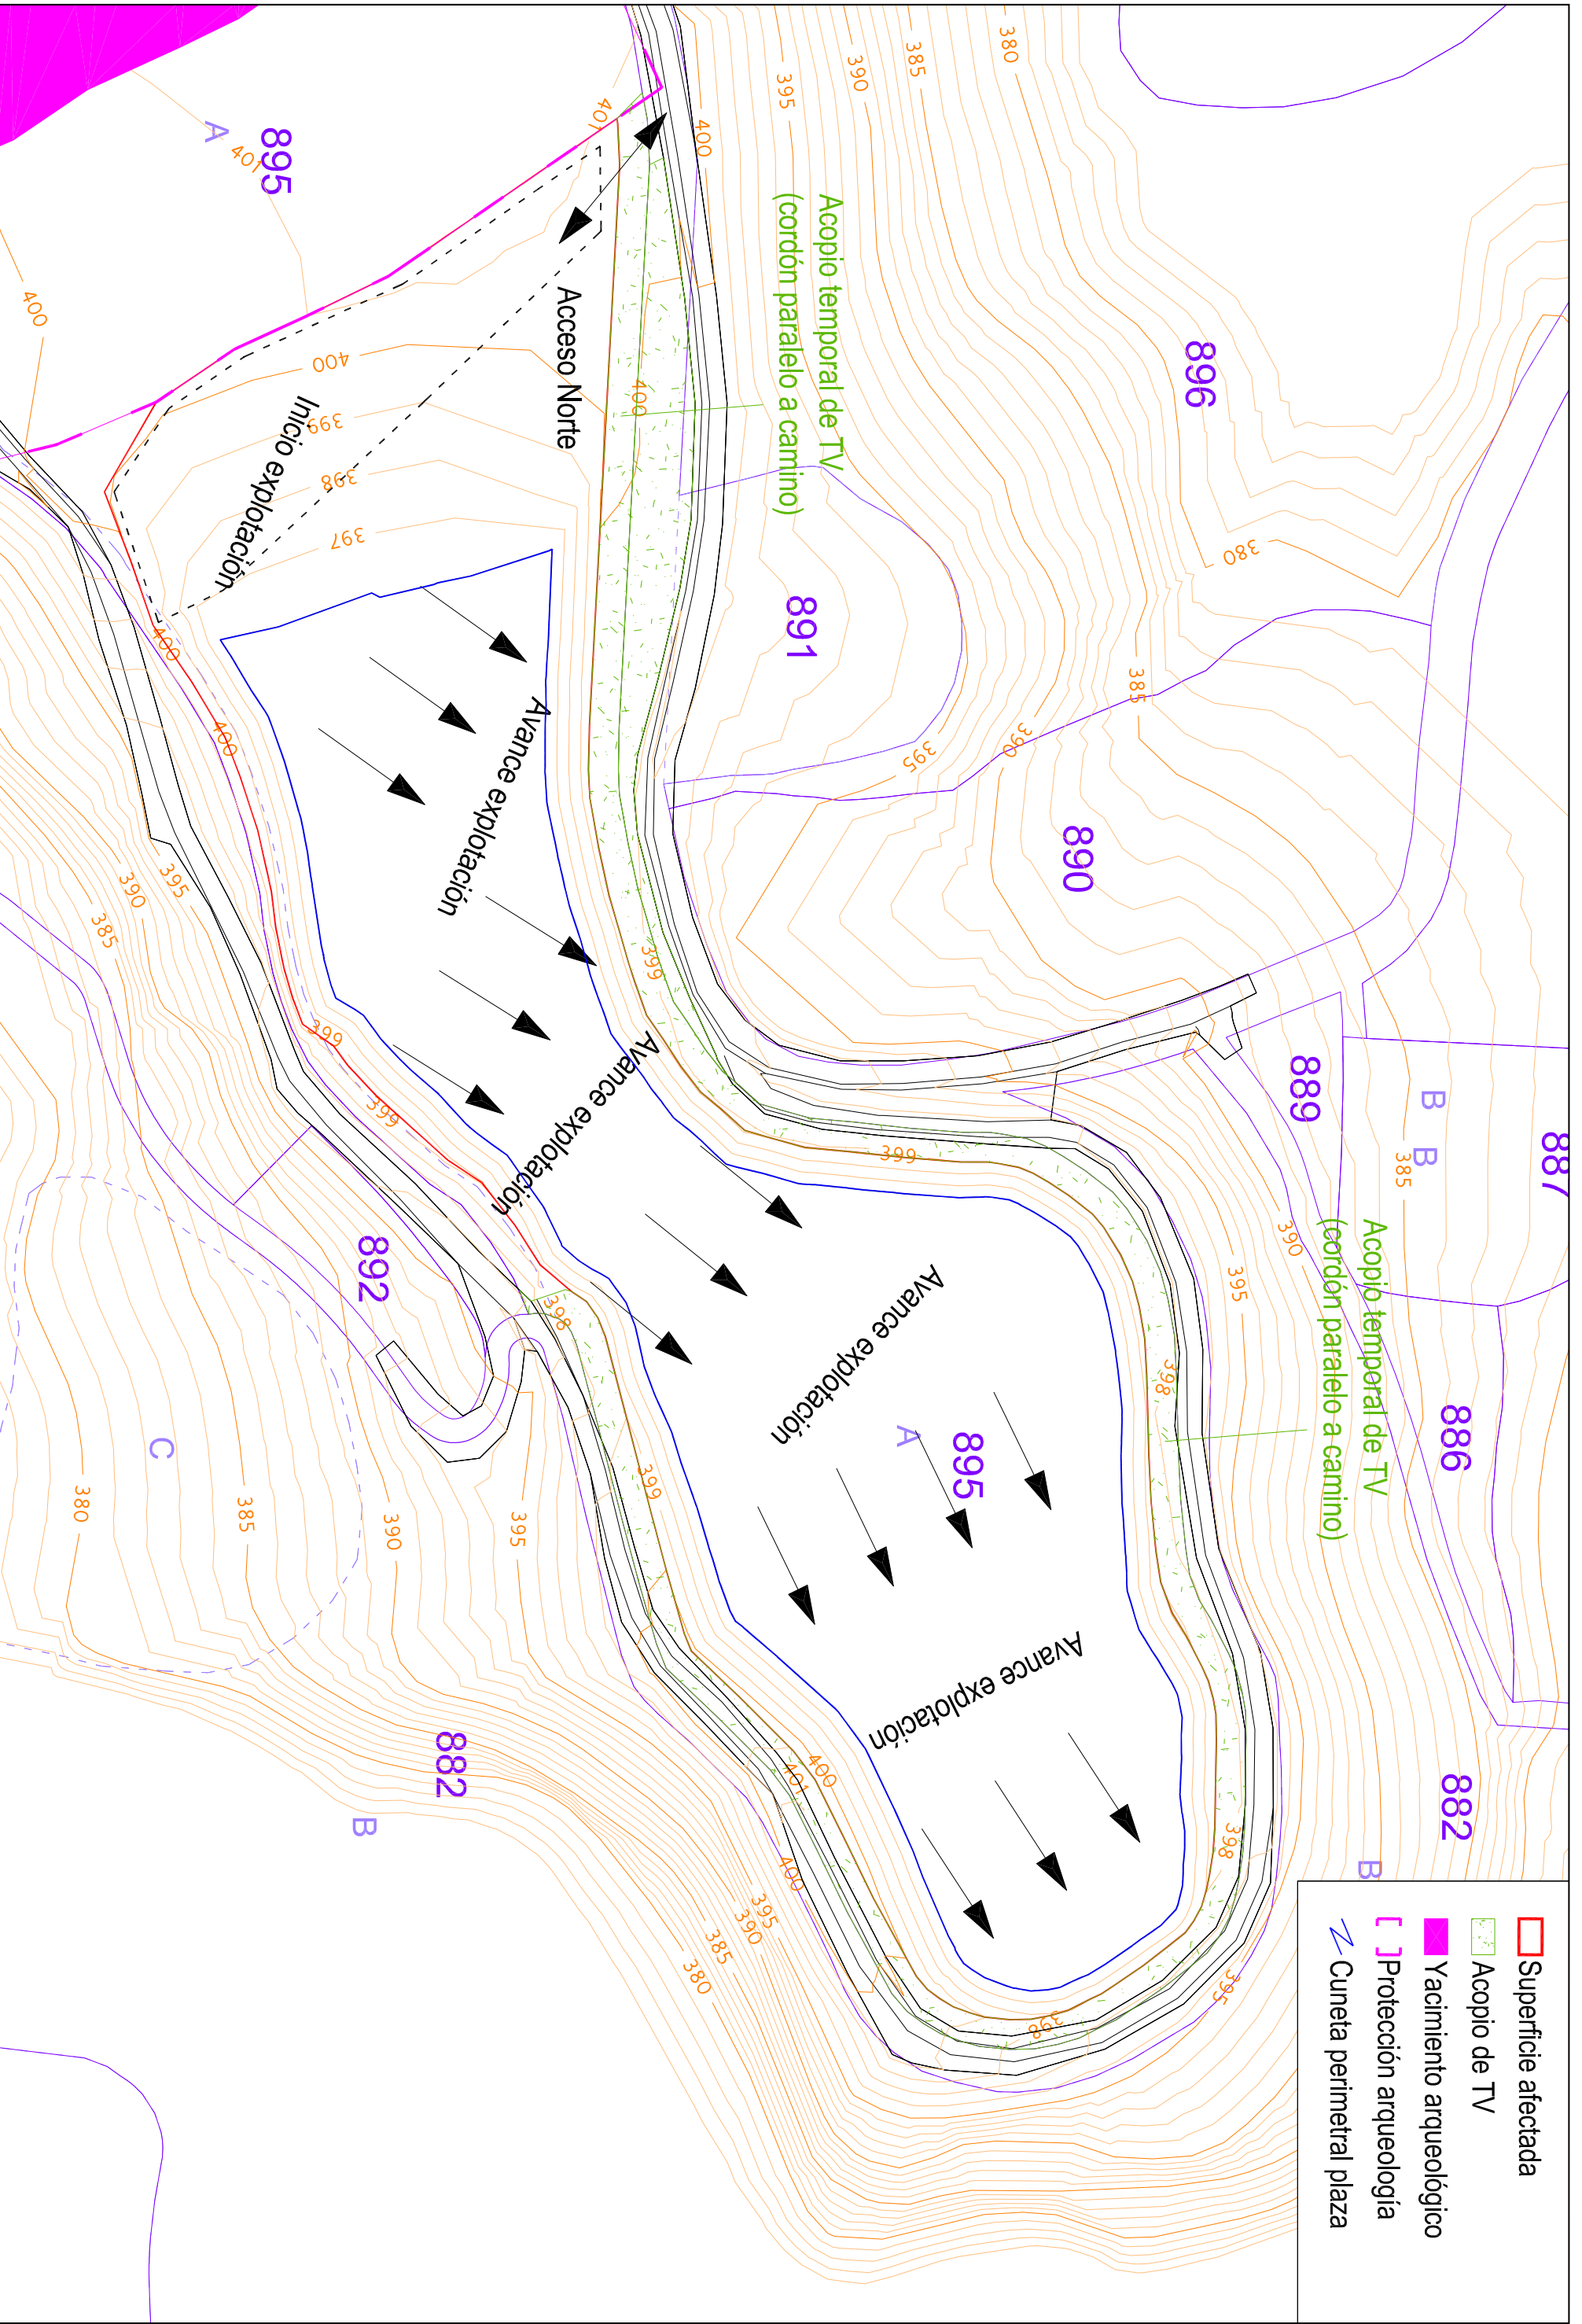 Superficie afectada
Acopio de TV
Yacimiento arqueológico
Protección arqueología
Cuneta perimetral plaza
887
B
B
385
886
882
B
Acopio temporal de TV
(cordón paralelo a camino)
889
390
395
896
380
385
890
390
395
380
385
390
395
Acopio temporal de TV
(cordón paralelo a camino)
891
400
400
399
399
398
398
398
395
895
A
Avance explotación
Avance explotación
Avance explotación
Avance explotación
Acceso Norte
Inicio explotación
401
400
399
398
397
895
A
401
400
400
400
399
399
398
399
400
401
400
395
390
385
380
395
390
385
892
C
380
385
390
395
882
B